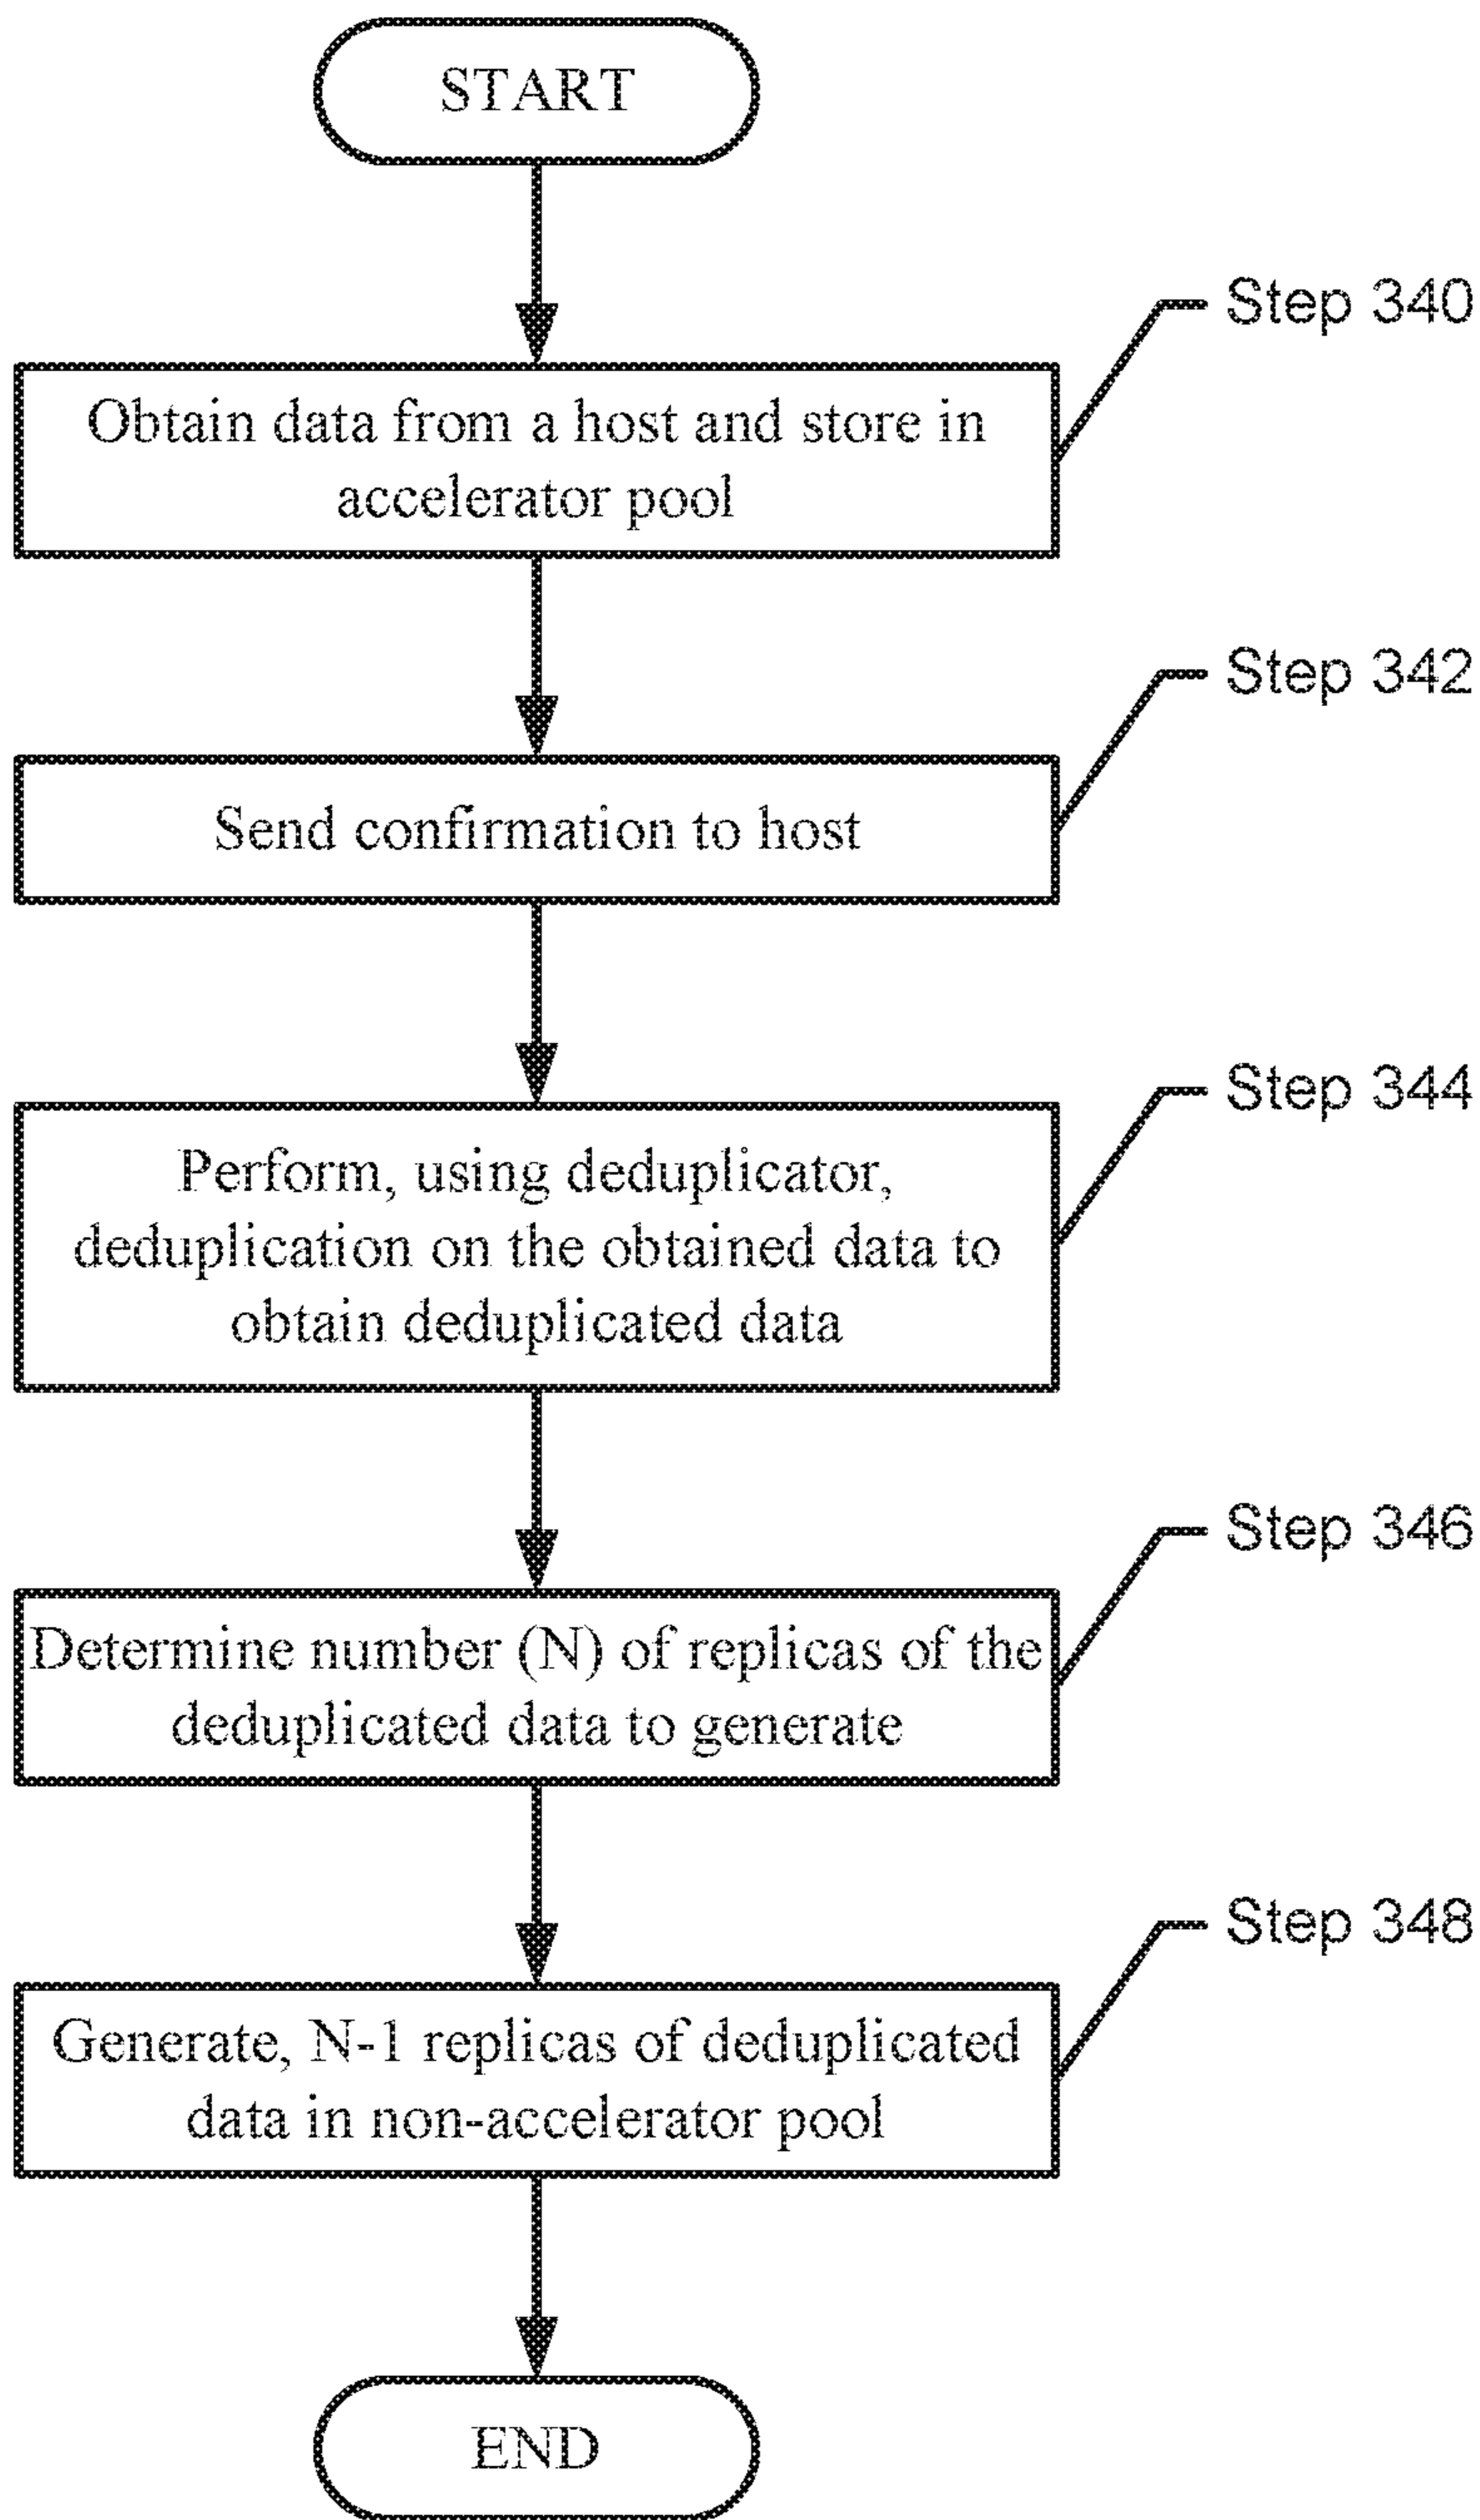 START
Step 340
Obtain data from a host and store in
accelerator pool
Step 342
Send confirmation to host
Step 344
Perform, using deduplicator,
deduplication on the obtained data to
obtain deduplicated data
Step 346
Determine number (N) of replicas of the
deduplicated data to generate
Step 348
Generate, N-1 replicas of deduplicated
data in non-accelerator pool
END